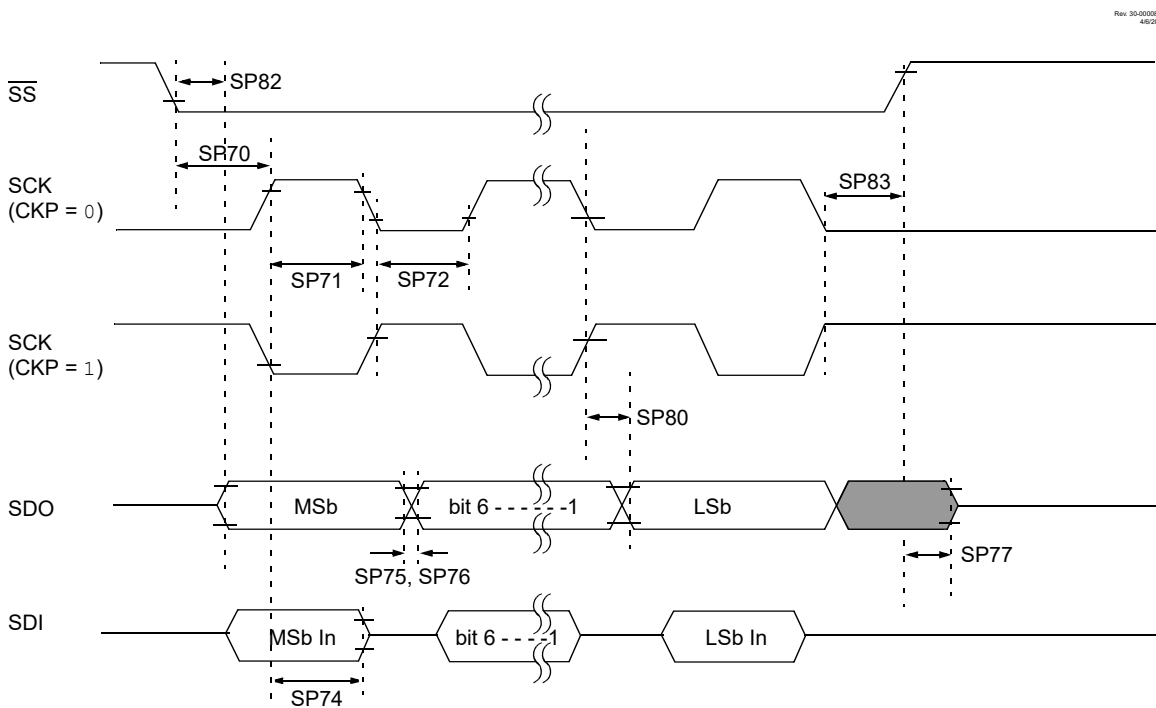 SS
SP82
SP70
SCK
(CKP = 0)
SP83
SP71
SP72
SCK
(CKP = 1)
SP80
SDO
MSb
bit 6 - - - - - -1
LSb
SP75, SP76
SP77
SDI
MSb In
bit 6 - - - - -1
LSb In
SP74